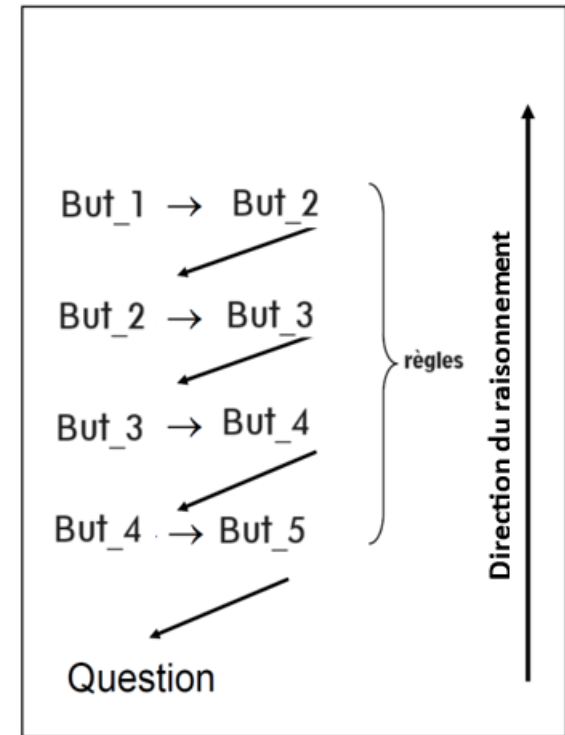 But_1 → But_2
But_2 → But_3
But_3 → But_4
But_4 → But_5
règles
Question
Direction du raisonnement